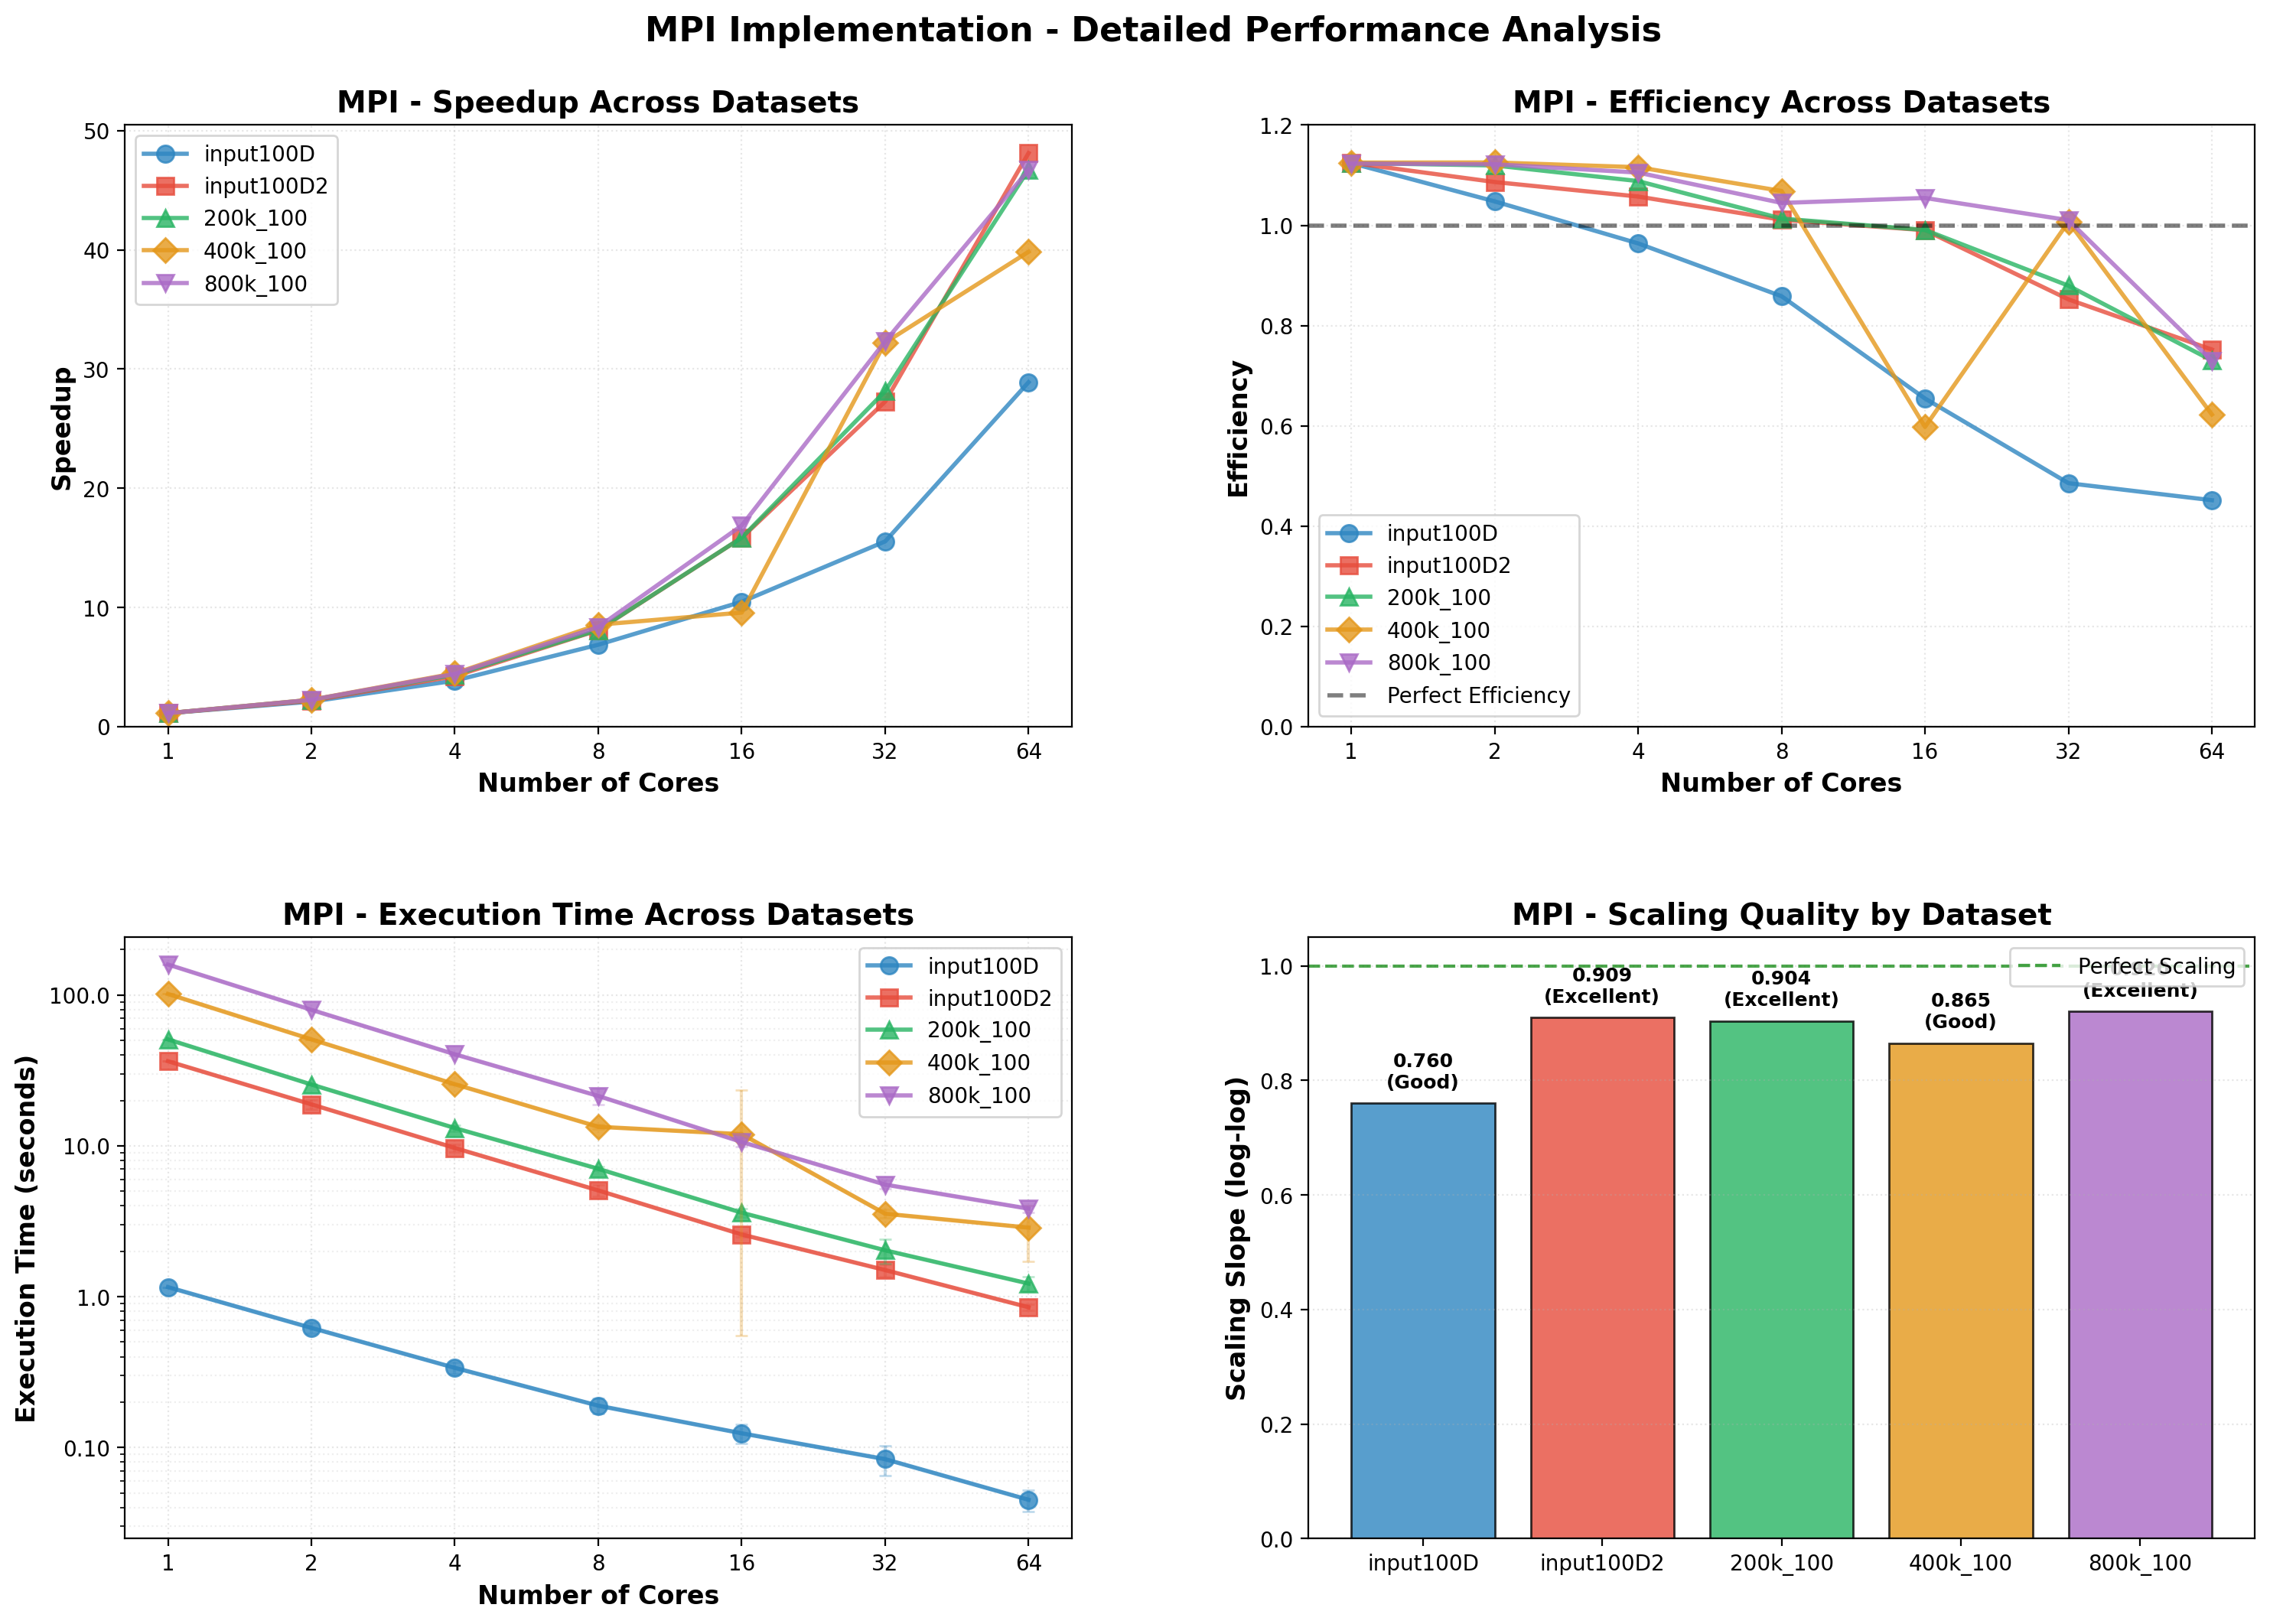 MPI Implementation - Detailed Performance Analysis
MPI - Speedup Across Datasets
Speedup
50
40
30
20
10
0
input100D
input100D2
200k_100
400k_100
800k_100
1 2 4 8 16 32 64
Number of Cores
MPI - Efficiency Across Datasets
Efficiency
1.2
1.0
0.8
0.6
0.4
0.2
0.0
input100D
input100D2
200k_100
400k_100
800k_100
Perfect Efficiency
1 2 4 8 16 32 64
Number of Cores
MPI - Execution Time Across Datasets
Execution Time (seconds)
100.0
10.0
1.0
0.10
input100D
input100D2
200k_100
400k_100
800k_100
1 2 4 8 16 32 64
Number of Cores
MPI - Scaling Quality by Dataset
Scaling Slope (log-log)
1.0
0.8
0.6
0.4
0.2
0.0
Perfect Scaling
0.760
(Good)
0.909
(Excellent)
0.904
(Excellent)
0.865
(Good)
(Excellent)
input100D input100D2 200k_100 400k_100 800k_100